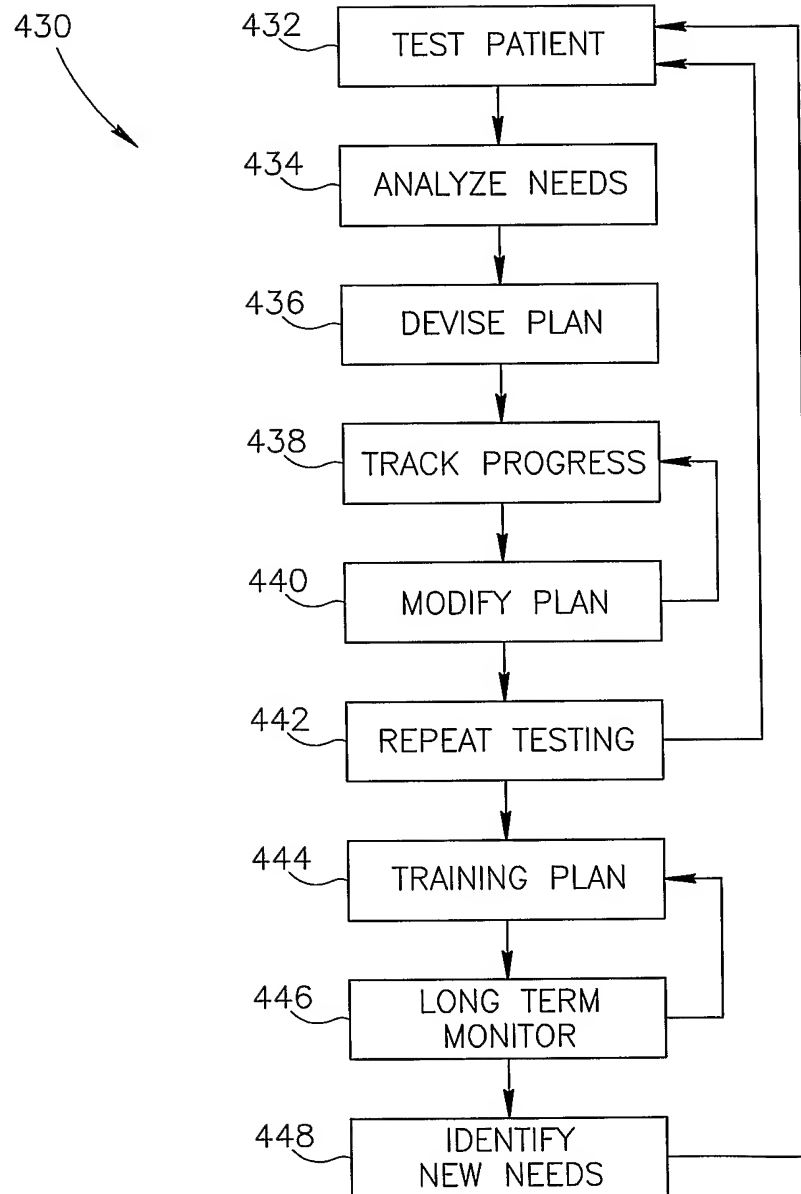 430
432
TEST PATIENT
434
ANALYZE NEEDS
436
DEVISE PLAN
438
TRACK PROGRESS
440
MODIFY PLAN
442
REPEAT TESTING
444
TRAINING PLAN
446
LONG TERM
MONITOR
448
IDENTIFY
NEW NEEDS